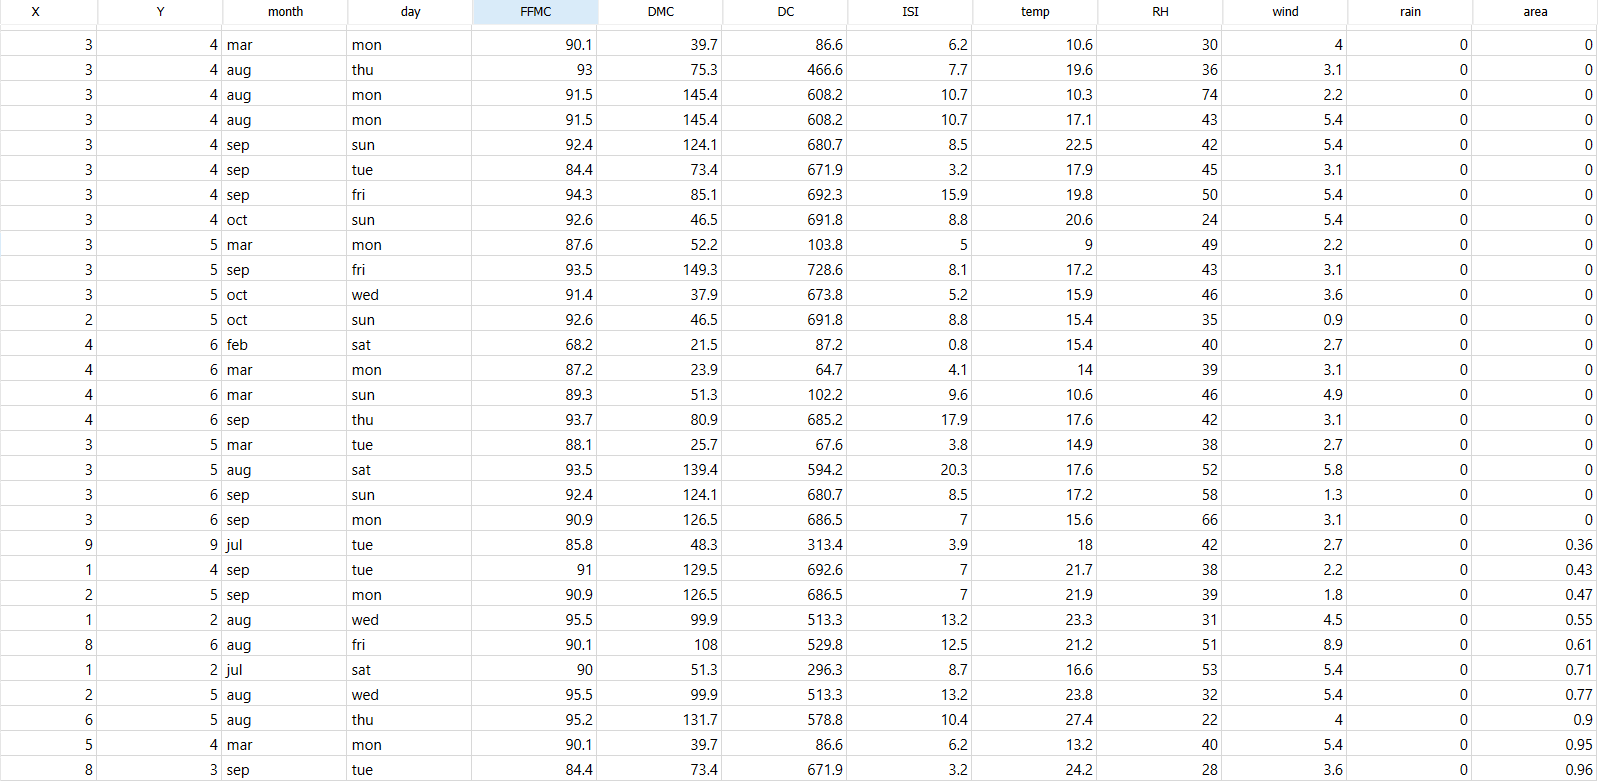 X Y month day FFMC DMC DC ISI temp RH wind rain area
3 4 mar mon 90.1 39.7 86.6 6.2 10.6 30 4 0 0
3 4 aug thu 93 75.3 466.6 7.7 19.6 36 3.1 0 0
3 4 aug mon 91.5 145.4 608.2 10.7 10.3 74 2.2 0 0
3 4 aug mon 91.5 145.4 608.2 10.7 17.1 43 5.4 0 0
3 4 sep sun 92.4 124.1 680.7 8.5 22.5 42 5.4 0 0
3 4 sep tue 84.4 73.4 671.9 3.2 17.9 45 3.1 0 0
3 4 sep fri 94.3 85.1 692.3 15.9 19.8 50 5.4 0 0
3 4 oct sun 92.6 46.5 691.8 8.8 20.6 24 5.4 0 0
3 5 mar mon 87.6 52.2 103.8 5 9 49 2.2 0 0
3 5 sep fri 93.5 149.3 728.6 8.1 17.2 43 3.1 0 0
3 5 oct wed 91.4 37.9 673.8 5.2 15.9 46 3.6 0 0
2 5 oct sun 92.6 46.5 691.8 8.8 15.4 35 0.9 0 0
4 6 feb sat 68.2 21.5 87.2 0.8 15.4 40 2.7 0 0
4 6 mar mon 87.2 23.9 64.7 4.1 14 39 3.1 0 0
4 6 mar sun 89.3 51.3 102.2 9.6 10.6 46 4.9 0 0
4 6 sep thu 93.7 80.9 685.2 17.9 17.6 42 3.1 0 0
3 5 mar tue 88.1 25.7 67.6 3.8 14.9 38 2.7 0 0
3 5 aug sat 93.5 139.4 594.2 20.3 17.6 52 5.8 0 0
3 6 sep sun 92.4 124.1 680.7 8.5 17.2 58 1.3 0 0
3 6 sep mon 90.9 126.5 686.5 7 15.6 66 3.1 0 0
9 9 jul tue 85.8 48.3 313.4 3.9 18 42 2.7 0 0.36
1 4 sep tue 91 129.5 692.6 7 21.7 38 2.2 0 0.43
2 5 sep mon 90.9 126.5 686.5 7 21.9 39 1.8 0 0.47
1 2 aug wed 95.5 99.9 513.3 13.2 23.3 31 4.5 0 0.55
8 6 aug fri 90.1 108 529.8 12.5 21.2 51 8.9 0 0.61
1 2 jul sat 90 51.3 296.3 8.7 16.6 53 5.4 0 0.71
2 5 aug wed 95.5 99.9 513.3 13.2 23.8 32 5.4 0 0.77
6 5 aug thu 95.2 131.7 578.8 10.4 27.4 22 4 0 0.9
5 4 mar mon 90.1 39.7 86.6 6.2 13.2 40 5.4 0 0.95
8 3 sep tue 84.4 73.4 671.9 3.2 24.2 28 3.6 0 0.96